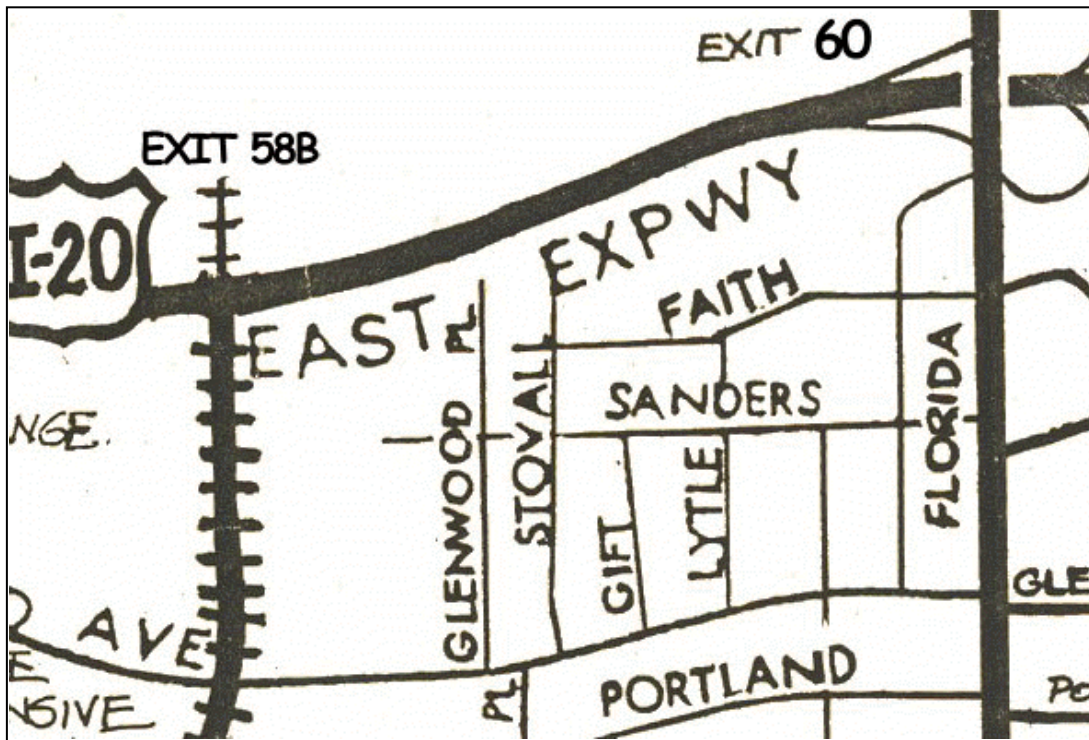 EXIT 60
EXIT 58B
I-20
EAST EXPWY
FAITH
SANDERS
GLENWOOD PL
STOVALL
GIFT
LYTLE
FLORIDA
NGE.
AVE
GLE
PORTLAND
PL
E
NSIVE
Po